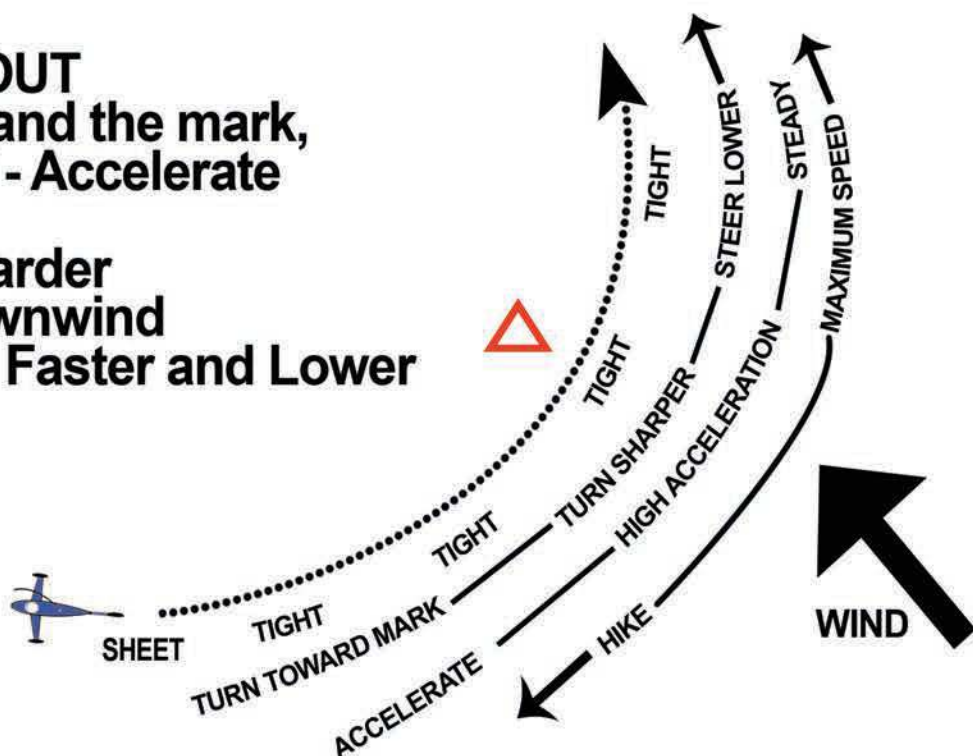 OUT
and the mark,
- Accelerate
arder
wnwind
Faster and Lower
SHEET
TIGHT
TIGHT
TIGHT
TIGHT
TURN TOWARD MARK
TURN SHARPER
STEER LOWER
ACCELERATE
HIGH ACCELERATION
STEADY
HIKE
MAXIMUM SPEED
WIND